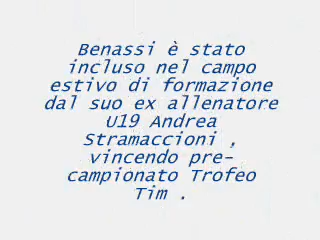 Benassi è stato
incluso nel campo
estivo di formazione
dal suo ex allenatore
U19 Andrea
Stramaccioni ,
vincendo pre-
campionato Trofeo
Tim .